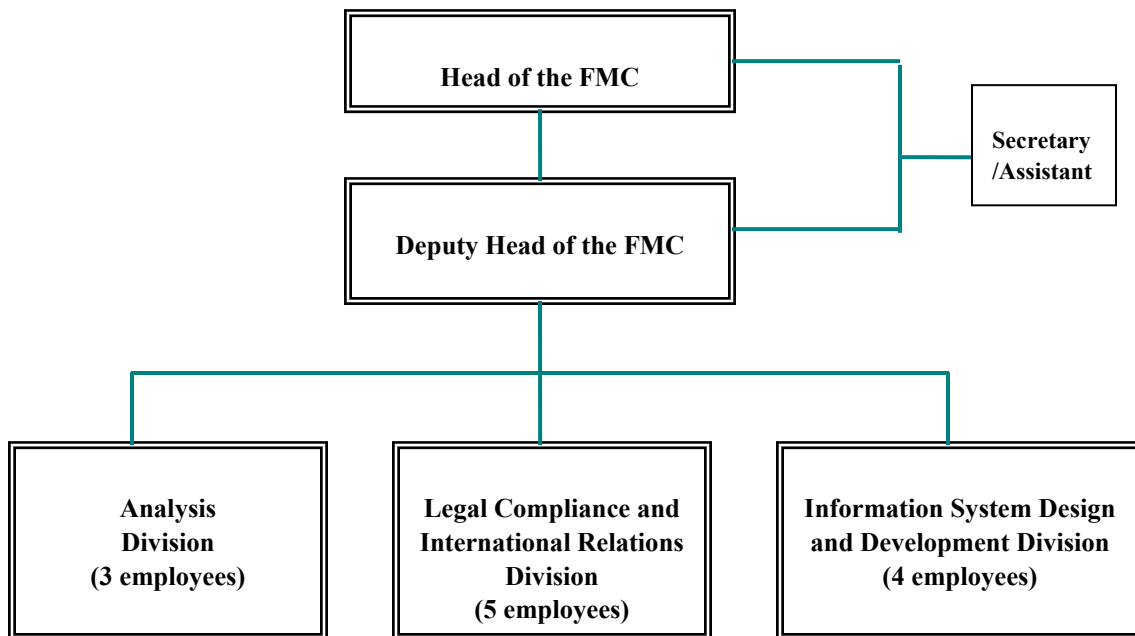 Head of the FMC
Secretary
/Assistant
Deputy Head of the FMC
Analysis
Division
(3 employees)
Legal Compliance and
International Relations
Division
(5 employees)
Information System Design
and Development Division
(4 employees)